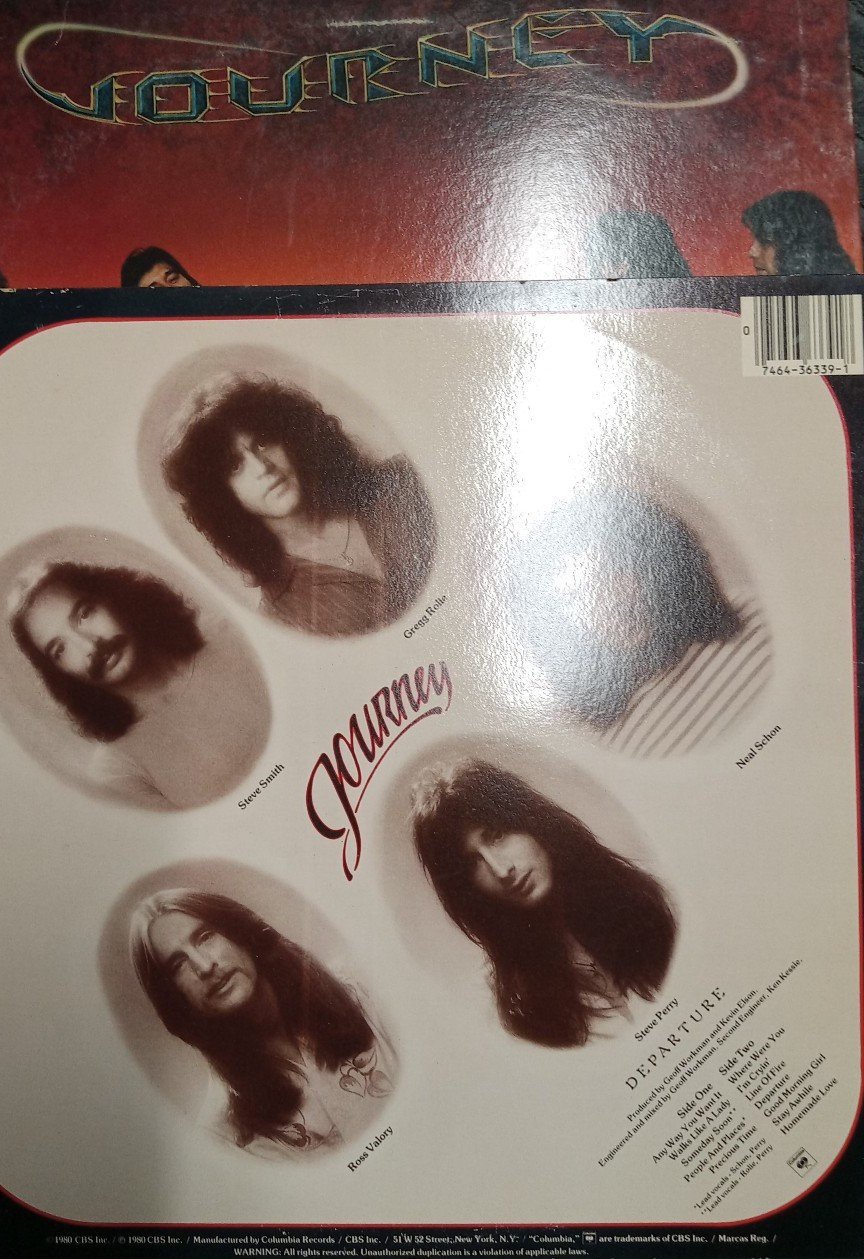 JOURNEY
0
7464-36339-1
Gregg Rolie
Steve Smith
Neal Schon
Journey
Steve Perry
Ross Valory
DEPARTURE
Produced by Geoff Workman and Kevin Elson.
Engineered and mixed by Geoff Workman. Second Engineer, Ken Kessie.
Side One
Any Way You Want It
Walks Like A Lady
Someday Soon**
People And Places*
Precious Time
Side Two
Where Were You
I'm Cryin'
Line Of Fire
Departure
Good Morning Girl
Stay Awhile
Homemade Love
*Lead vocals - Schon, Perry
**Lead vocals - Rolie, Perry
Columbia
©1980 CBS Inc. / ℗ 1980 CBS Inc. / Manufactured by Columbia Records / CBS Inc. / 51 W 52 Street, New York, N.Y. / "Columbia," are trademarks of CBS Inc. / Marcas Reg. /
WARNING: All rights reserved. Unauthorized duplication is a violation of applicable laws.